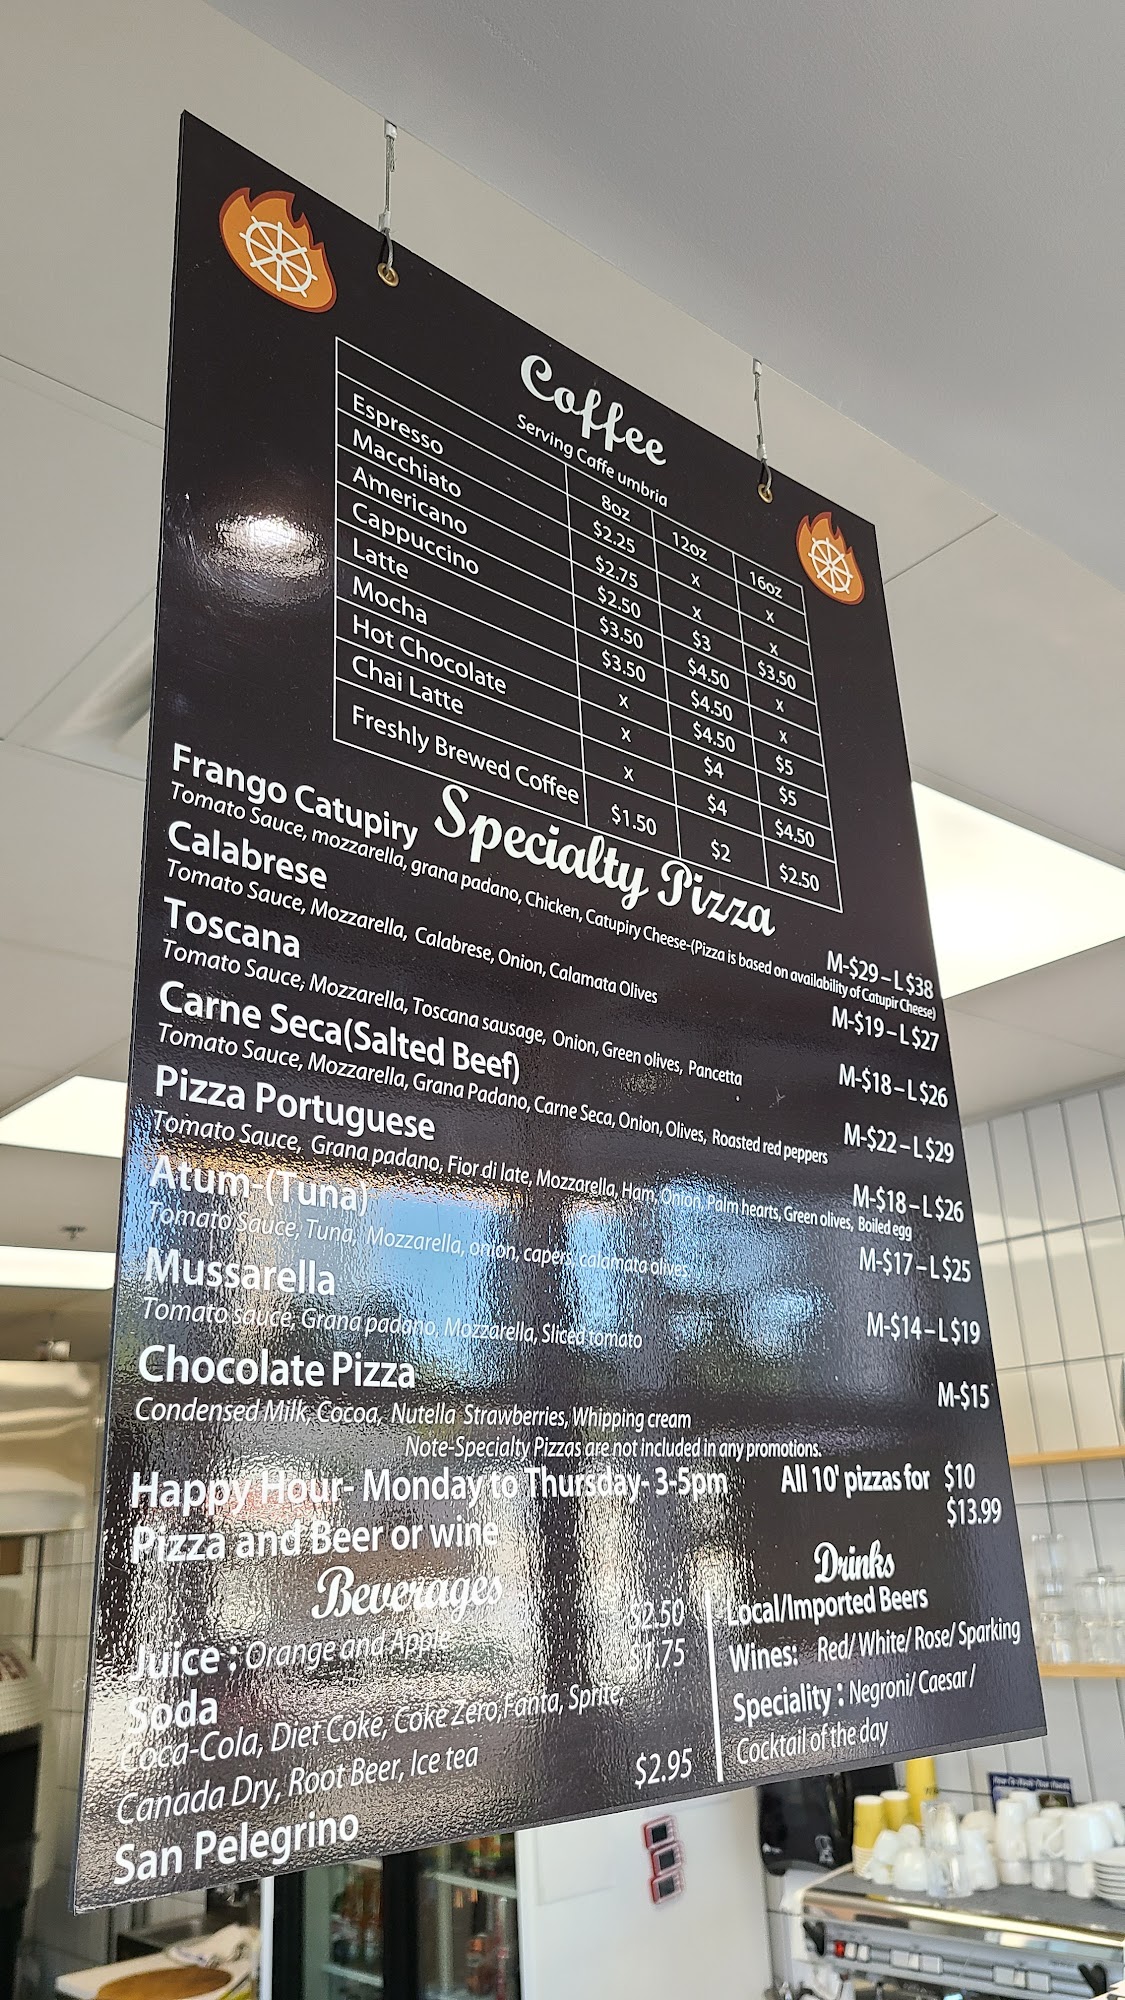 Coffee
Serving Caffe umbria
8oz 12oz 16oz
Espresso $2.25 x x
Macchiato $2.75 x x
Americano $2.50 $3 $3.50
Cappuccino $3.50 $4.50 x
Latte $3.50 $4.50 x
Mocha x $4.50 $5
Hot Chocolate x $4 $5
Chai Latte x $4 $4.50
Freshly Brewed Coffee $1.50 $2 $2.50
Specialty Pizza
Frango Catupiry M-$29-L $38
Tomato Sauce, mozzarella, grana padano, Chicken, Catupiry Cheese-(Pizza is based on availability of Catupir Cheese)
Calabrese M-$19-L $27
Tomato Sauce, Mozzarella, Calabrese, Onion, Calamata Olives
Toscana M-$18-L $26
Tomato Sauce, Mozzarella, Toscana sausage, Onion, Green olives, Pancetta
Carne Seca(Salted Beef) M-$22-L $29
Tomato Sauce, Mozzarella, Grana Padano, Carne Seca, Onion, Olives, Roasted red peppers
Pizza Portuguese M-$18-L $26
Tomato Sauce, Grana padano, Fior di late, Mozzarella, Ham, Onion, Palm hearts, Green olives, Boiled egg
Atum-(Tuna) M-$17-L $25
Tomato Sauce, Tuna, Mozzarella, onion, capers, calamata olives
Mussarella M-$14-L $19
Tomato sauce, Grana padano, Mozzarella, Sliced tomato
Chocolate Pizza M-$15
Condensed Milk, Cocoa, Nutella Strawberries, Whipping cream
Note-Specialty Pizzas are not included in any promotions.
Happy Hour- Monday to Thursday- 3-5pm All 10' pizzas for $10
Pizza and Beer or wine $13.99
Beverages
Juice : Orange and Apple $2.50
Soda $1.75
Coca-Cola, Diet Coke, Coke Zero, Fanta, Sprite,
Canada Dry, Root Beer, Ice tea
San Pelegrino $2.95
Drinks
Local/Imported Beers
Wines: Red/ White/ Rose/ Sparking
Speciality : Negroni/ Caesar /
Cocktail of the day